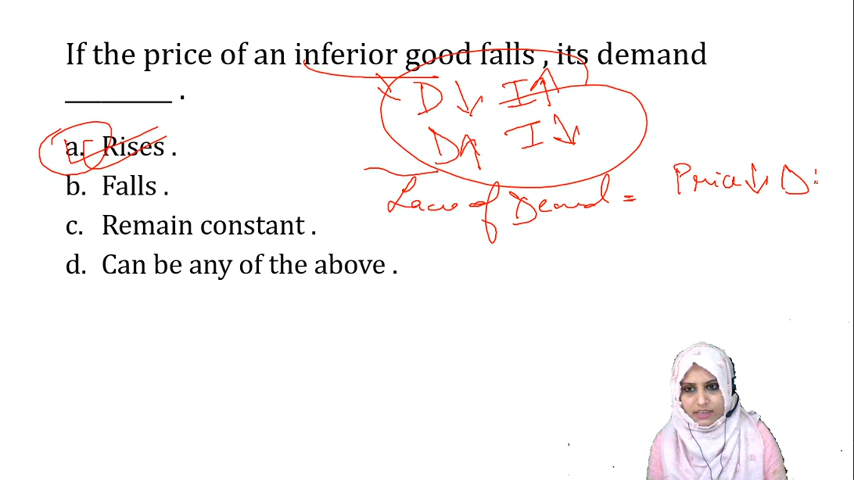 If the price of an inferior good falls , its demand
________ .
D ↓ I ↑
D↑ I ↓
a. Rises .
b. Falls .
Law of Demand = Price ↓ D:
c. Remain constant .
d. Can be any of the above .